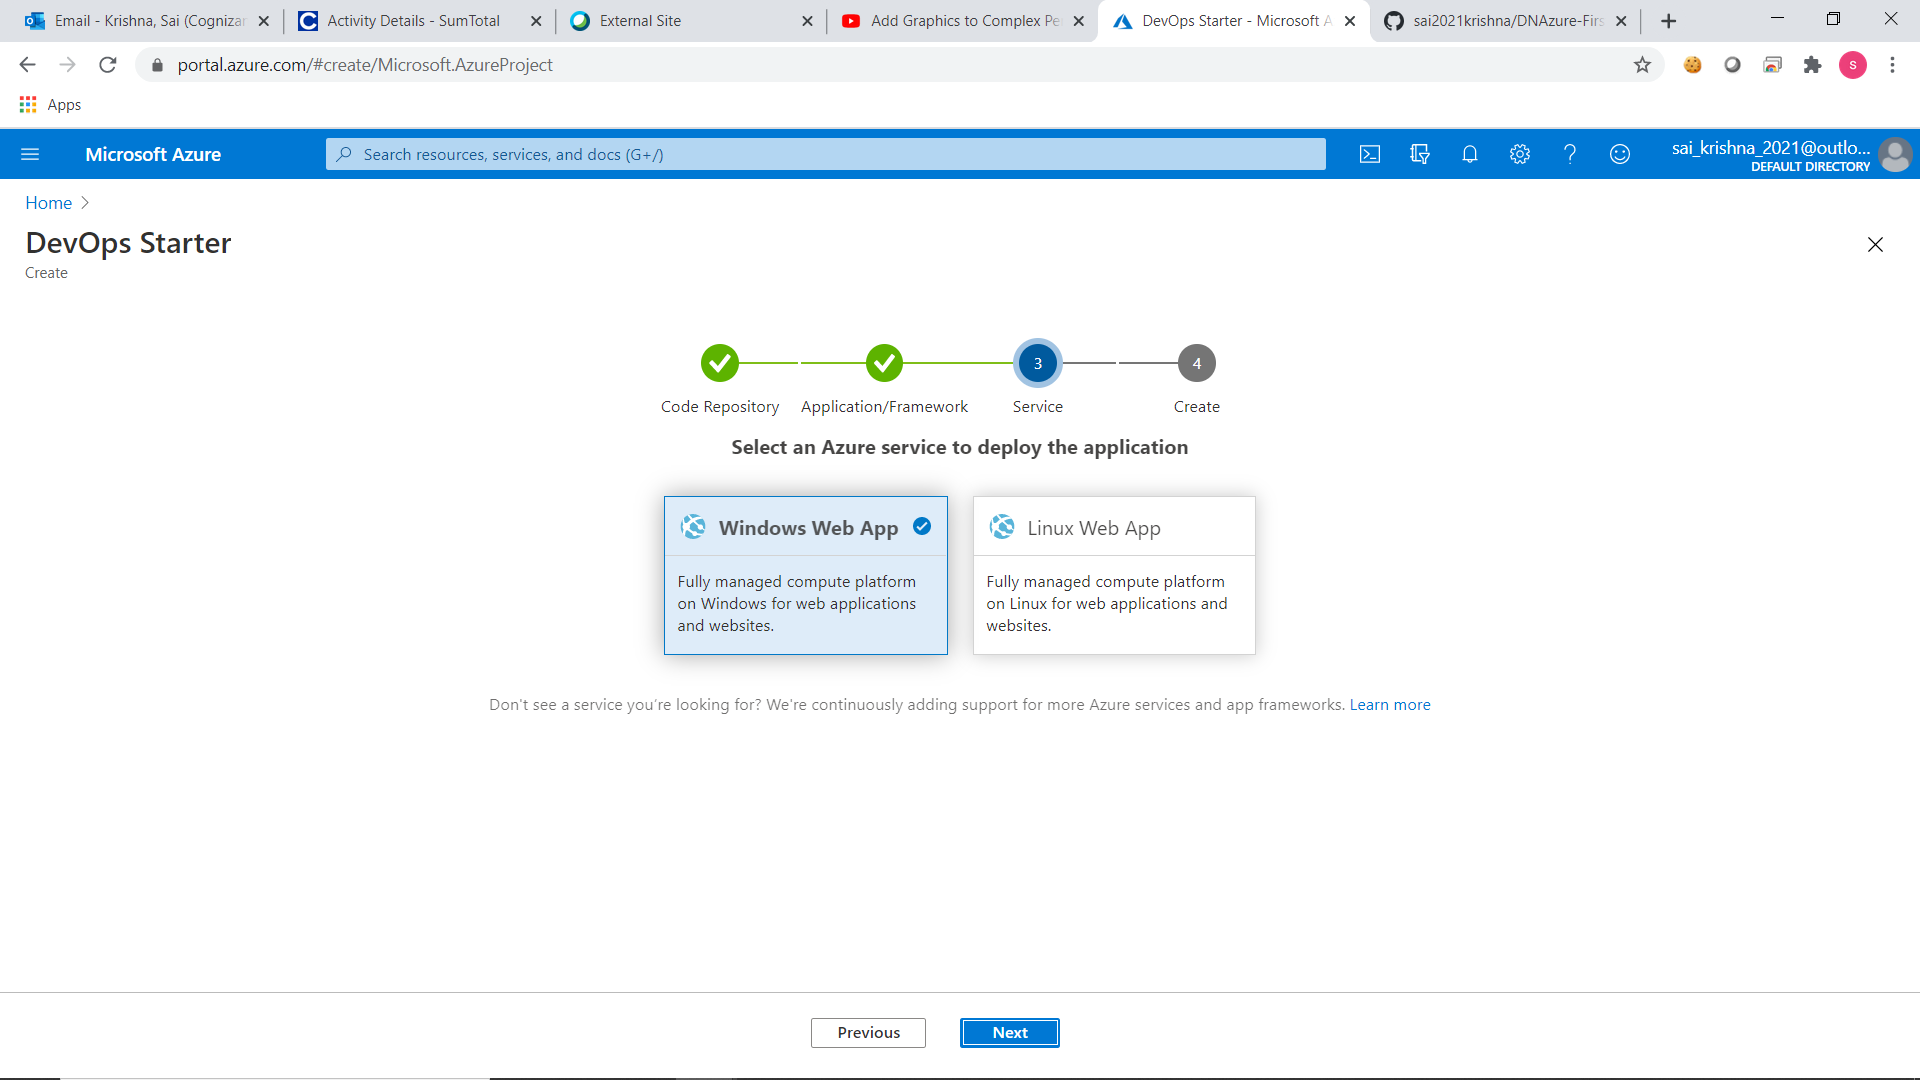 Email - Krishna, Sai (Cognizan
Activity Details - SumTotal
External Site
Add Graphics to Complex Pe
DevOps Starter - Microsoft A
sai2021krishna/DNAzure-Firs
portal.azure.com/#create/Microsoft.AzureProject
S
Apps
Microsoft Azure
Search resources, services, and docs (G+/)
sai_krishna_2021@outlo...
DEFAULT DIRECTORY
Home
DevOps Starter
Create
3
4
Code Repository
Application/Framework
Service
Create
Select an Azure service to deploy the application
Windows Web App
Fully managed compute platform
on Windows for web applications
and websites.
Linux Web App
Fully managed compute platform
on Linux for web applications and
websites.
Don't see a service you're looking for? We're continuously adding support for more Azure services and app frameworks. Learn more
Previous
Next